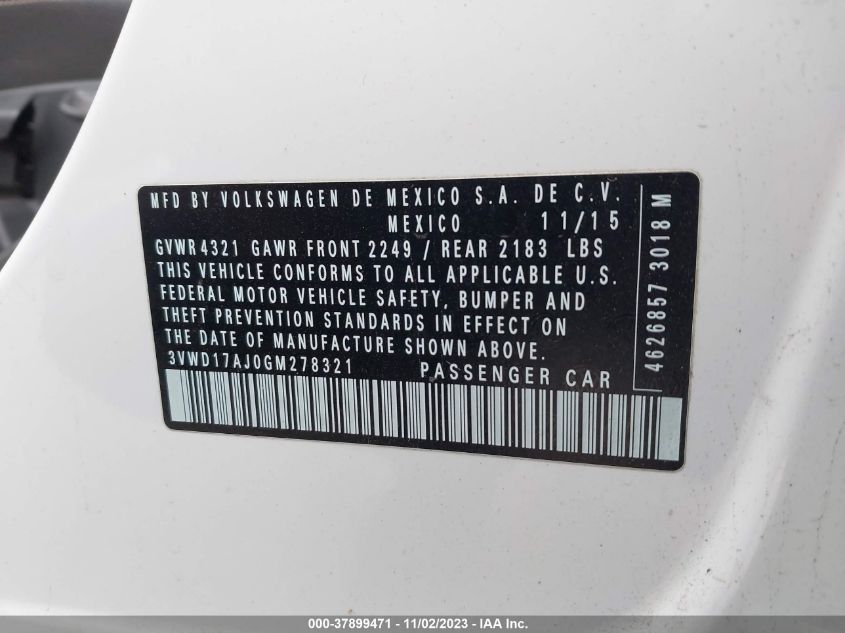 MFD BY VOLKSWAGEN DE MEXICO S.A. DE C.V.
MEXICO 11/15
GVWR 4321 GAWR FRONT 2249 / REAR 2183 LBS
THIS VEHICLE CONFORMS TO ALL APPLICABLE U.S.
FEDERAL MOTOR VEHICLE SAFETY, BUMPER AND
THEFT PREVENTION STANDARDS IN EFFECT ON
THE DATE OF MANUFACTURE SHOWN ABOVE.
3VWD17AJ0GM278321 PASSENGER CAR
4626857 3018 M
000-37899471 - 11/02/2023 - IAA Inc.